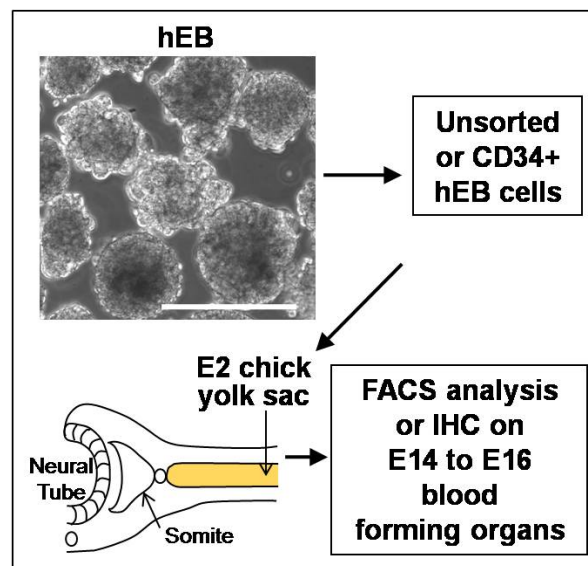 hEB
Unsorted
or CD34+
hEB cells
E2 chick
yolk sac
Neural
Tube
Somite
FACS analysis
or IHC on
E14 to E16
blood
forming organs